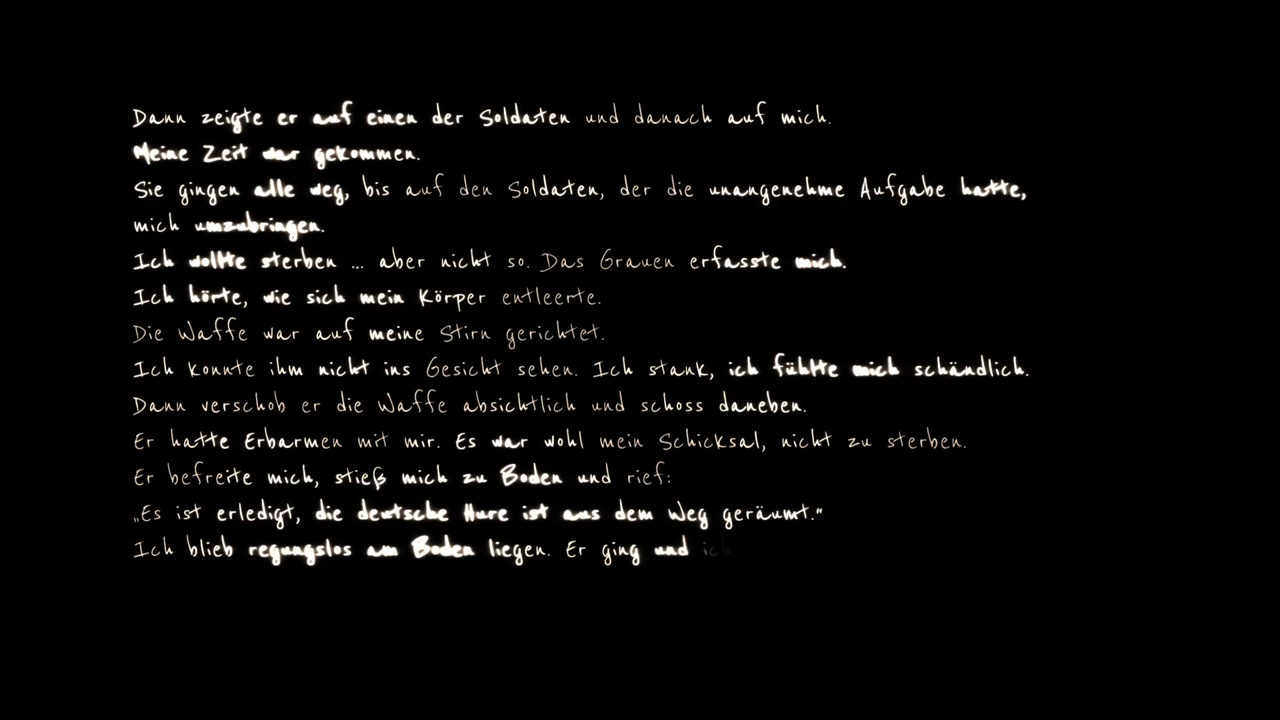 Dann zeigte er auf einen der Soldaten und danach auf mich.
Meine Zeit war gekommen.
Sie gingen alle weg, bis auf den Soldaten, der die unangenehme Aufgabe hatte,
mich umzubringen.
Ich wollte sterben ... aber nicht so. Das Grauen erfasste mich.
Ich hörte, wie sich mein Körper entleerte.
Die Waffe war auf meine Stirn gerichtet.
Ich konnte ihm nicht ins Gesicht sehen. Ich stank, ich fühlte mich schändlich.
Dann verschob er die Waffe absichtlich und schoss daneben.
Er hatte Erbarmen mit mir. Es war wohl mein Schicksal, nicht zu sterben.
Er befreite mich, stieß mich zu Boden und rief:
„Es ist erledigt, die deutsche Hure ist aus dem Weg geräumt."
Ich blieb regungslos am Boden liegen. Er ging und ich